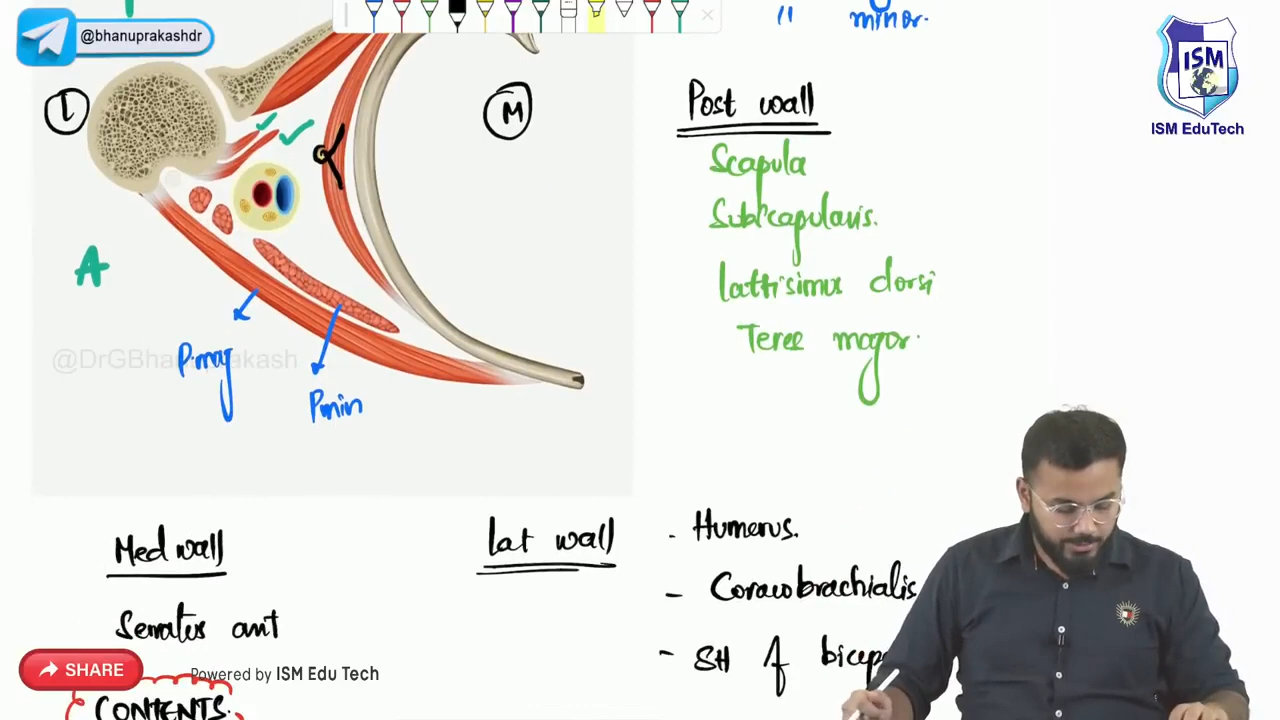 @bhanuprakashdr
" minor.
ISM
ISM EduTech
L
M
A
P.maj
Pmin
@DrGBhanuprakash
Post wall
Scapula
Subscapularis.
lattisimus dorsi
Teres major.
Med wall
Serratus ant
Lat wall
- Humerus.
- Coracobrachialis
- SH of biceps
SHARE
Powered by ISM Edu Tech
CONTENTS.